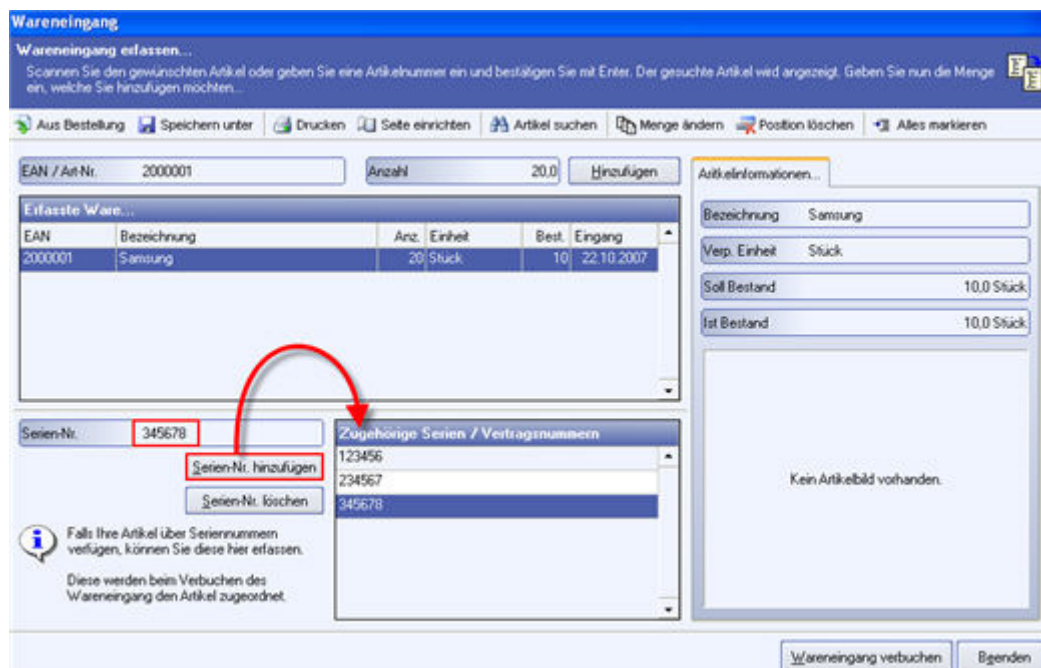 Wareneingang
Wareneingang erfassen...
Scannen Sie den gewünschten Artikel oder geben Sie eine Artikelnummer ein und bestätigen Sie mit Enter. Der gesuchte Artikel wird angezeigt. Geben Sie nun die Menge
ein, welche Sie hinzufügen möchten...
Aus Bestellung Speichern unter Drucken Seite einrichten Artikel suchen Menge ändern Position löschen Alles markieren
EAN / Art-Nr. 2000001 Anzahl 20,0 Hinzufügen
Erfasste Ware...
EAN Bezeichnung Anz. Einheit Best. Eingang
2000001 Samsung 20 Stück 10 22.10.2007
Artikelinformationen...
Bezeichnung Samsung
Verp. Einheit Stück
Soll Bestand 10,0 Stück
Ist Bestand 10,0 Stück
Kein Artikelbild vorhanden.
Serien-Nr. 345678
Serien-Nr. hinzufügen
Serien-Nr. löschen
Falls Ihre Artikel über Seriennummern
verfügen, können Sie diese hier erfassen.
Diese werden beim Verbuchen des
Wareneingang den Artikel zugeordnet.
Zugehörige Serien / Vertragsnummern
123456
234567
345678
Wareneingang verbuchen Beenden